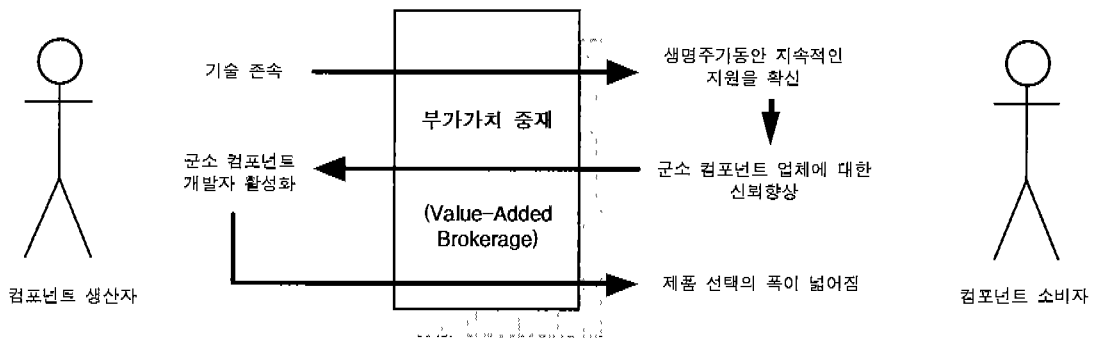 기술 존속
생명주기동안 지속적인
지원을 확신
부가가치 중재
군소 컴포넌트
개발자 활성화
군소 컴포넌트 업체에 대한
신뢰향상
(Value-Added
Brokerage)
제품 선택의 폭이 넓어짐
컴포넌트 생산자
컴포넌트 소비자